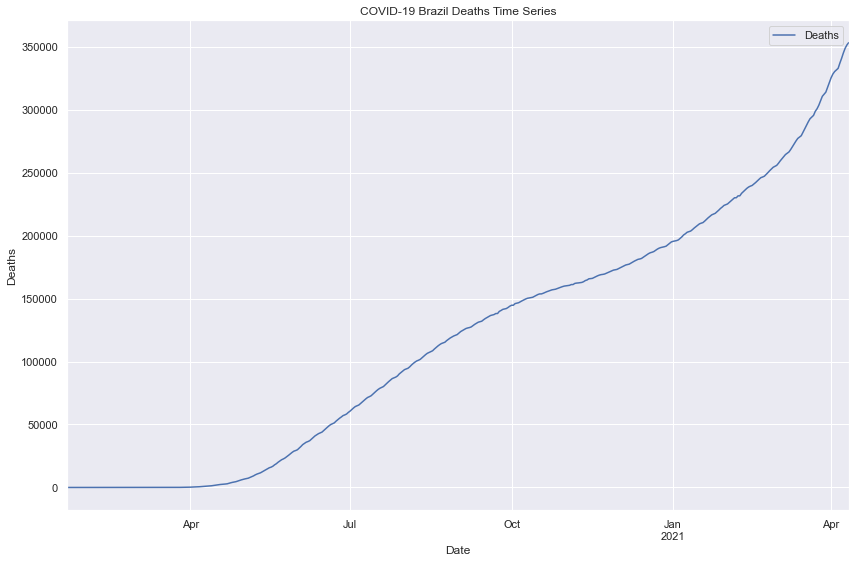 COVID-19 Brazil Deaths Time Series
Deaths
350000
300000
250000
200000
150000
100000
50000
0
Deaths
Apr
Jul
Oct
Jan
2021
Apr
Date